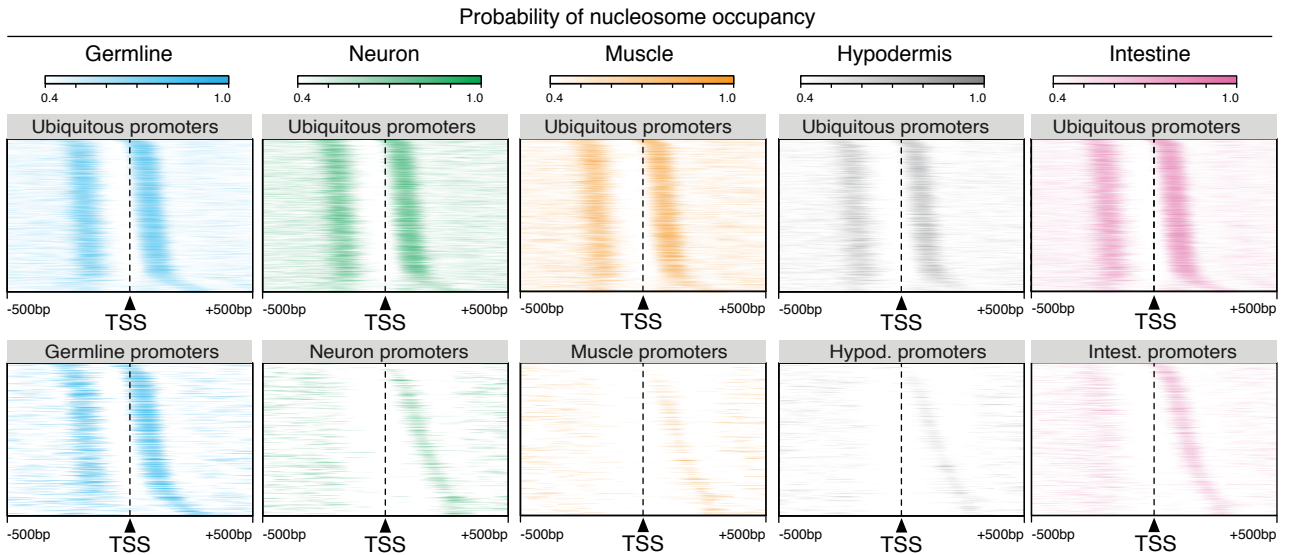 Probability of nucleosome occupancy
Germline Neuron Muscle Hypodermis Intestine
0.4 1.0 0.4 1.0 0.4 1.0 0.4 1.0 0.4 1.0
Ubiquitous promoters Ubiquitous promoters Ubiquitous promoters Ubiquitous promoters Ubiquitous promoters
-500bp TSS +500bp -500bp TSS +500bp -500bp TSS +500bp -500bp TSS +500bp -500bp TSS +500bp
Germline promoters Neuron promoters Muscle promoters Hypod. promoters Intest. promoters
-500bp TSS +500bp -500bp TSS +500bp -500bp TSS +500bp -500bp TSS +500bp -500bp TSS +500bp